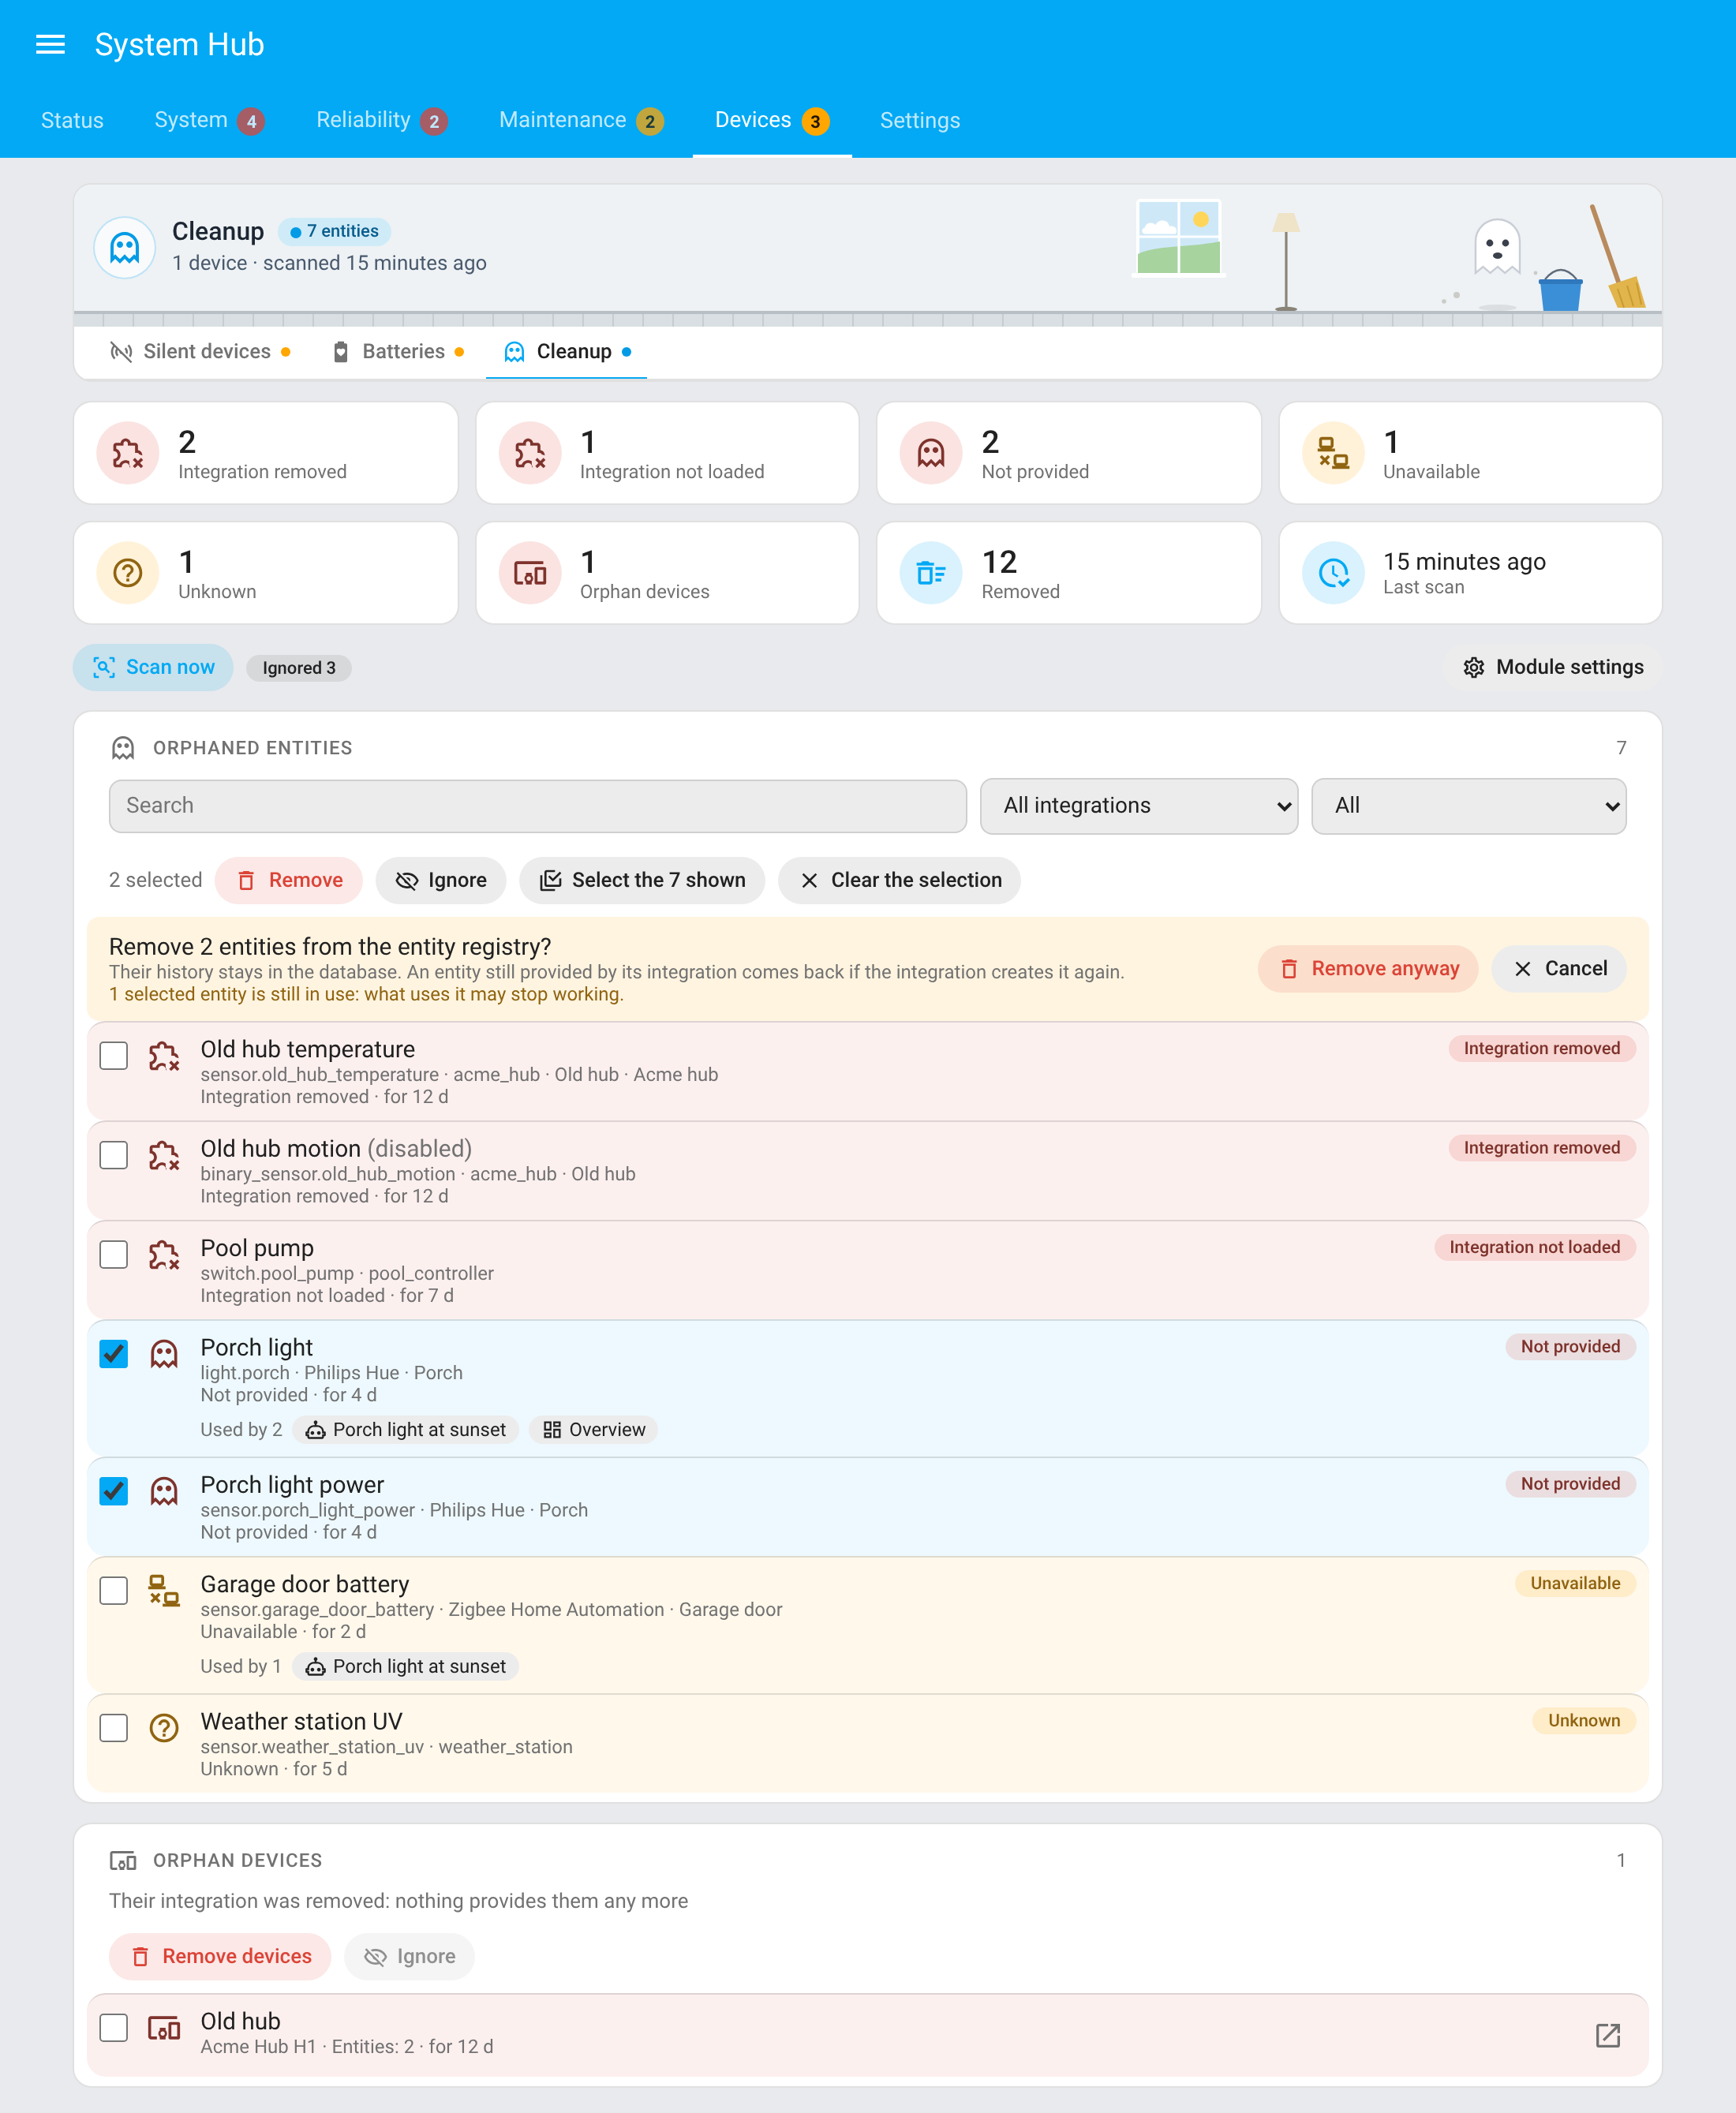 System Hub
Status System 4 Reliability 2 Maintenance 2 Devices 3 Settings
Cleanup 7 entities
1 device · scanned 15 minutes ago
Silent devices Batteries Cleanup
2
Integration removed
1
Integration not loaded
2
Not provided
1
Unavailable
1
Unknown
1
Orphan devices
12
Removed
15 minutes ago
Last scan
Scan now Ignored 3 Module settings
ORPHANED ENTITIES 7
Search All integrations All
2 selected Remove Ignore Select the 7 shown Clear the selection
Remove 2 entities from the entity registry?
Their history stays in the database. An entity still provided by its integration comes back if the integration creates it again.
1 selected entity is still in use: what uses it may stop working.
Remove anyway Cancel
Old hub temperature Integration removed
sensor.old_hub_temperature · acme_hub · Old hub · Acme hub
Integration removed · for 12 d
Old hub motion (disabled) Integration removed
binary_sensor.old_hub_motion · acme_hub · Old hub
Integration removed · for 12 d
Pool pump Integration not loaded
switch.pool_pump · pool_controller
Integration not loaded · for 7 d
Porch light Not provided
light.porch · Philips Hue · Porch
Not provided · for 4 d
Used by 2 Porch light at sunset Overview
Porch light power Not provided
sensor.porch_light_power · Philips Hue · Porch
Not provided · for 4 d
Garage door battery Unavailable
sensor.garage_door_battery · Zigbee Home Automation · Garage door
Unavailable · for 2 d
Used by 1 Porch light at sunset
Weather station UV Unknown
sensor.weather_station_uv · weather_station
Unknown · for 5 d
ORPHAN DEVICES 1
Their integration was removed: nothing provides them any more
Remove devices Ignore
Old hub
Acme Hub H1 · Entities: 2 · for 12 d